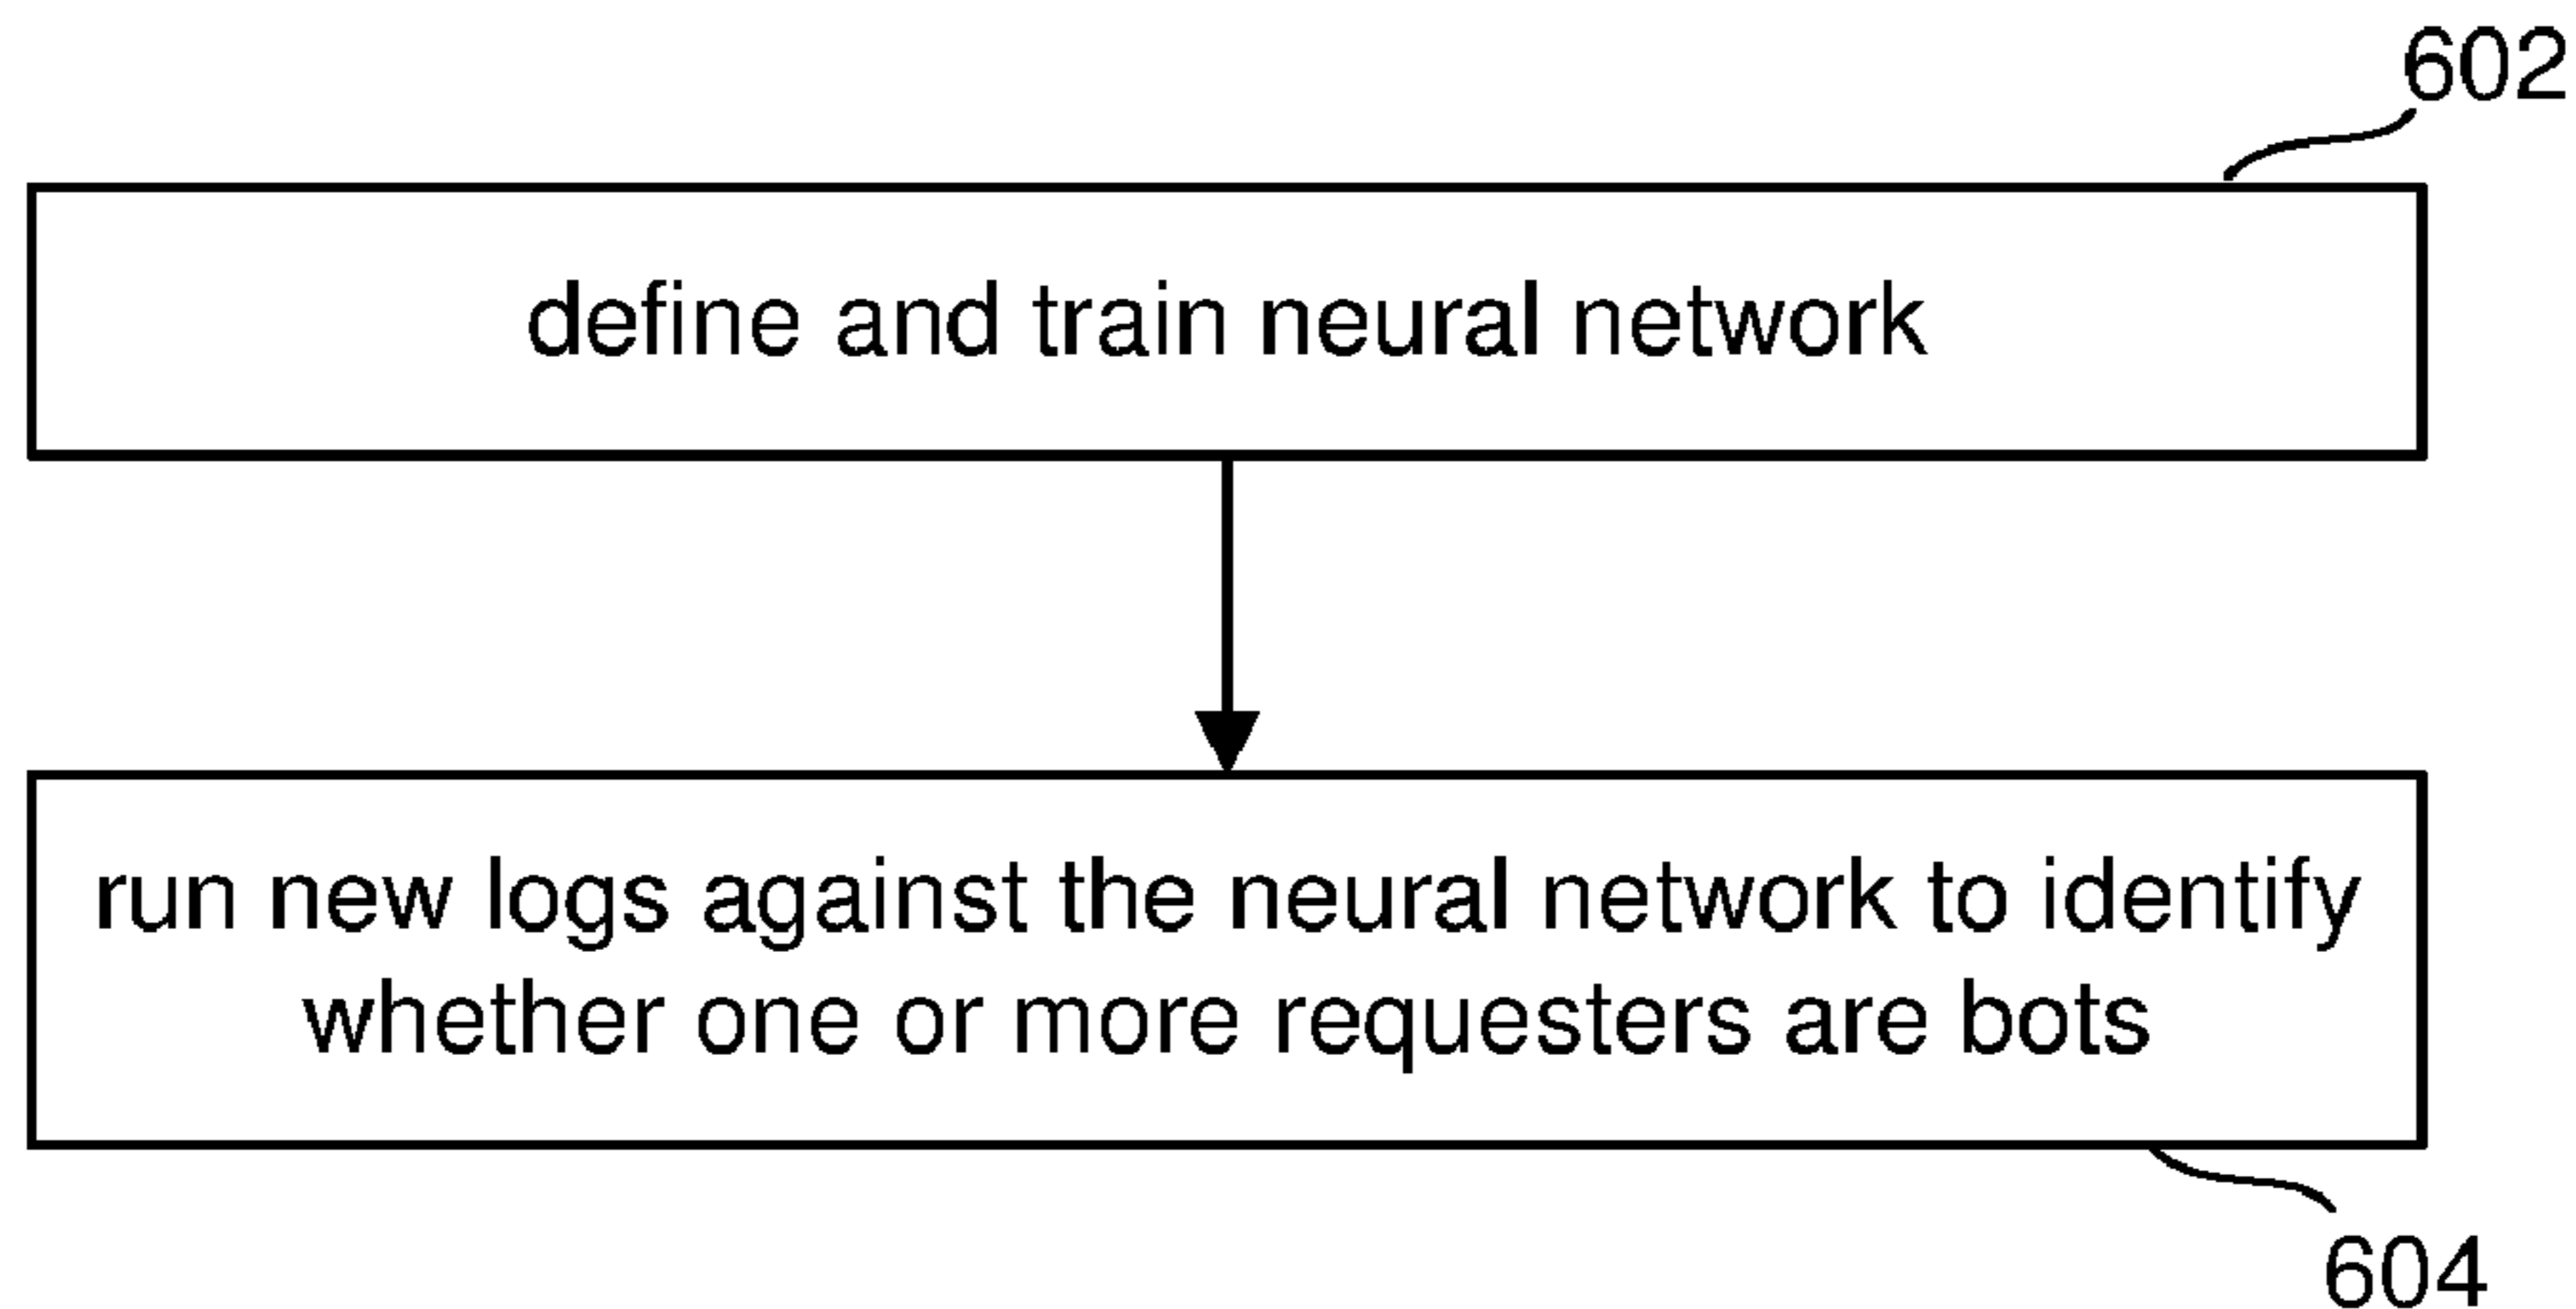 602
define and train neural network
run new logs against the neural network to identify
whether one or more requesters are bots
604